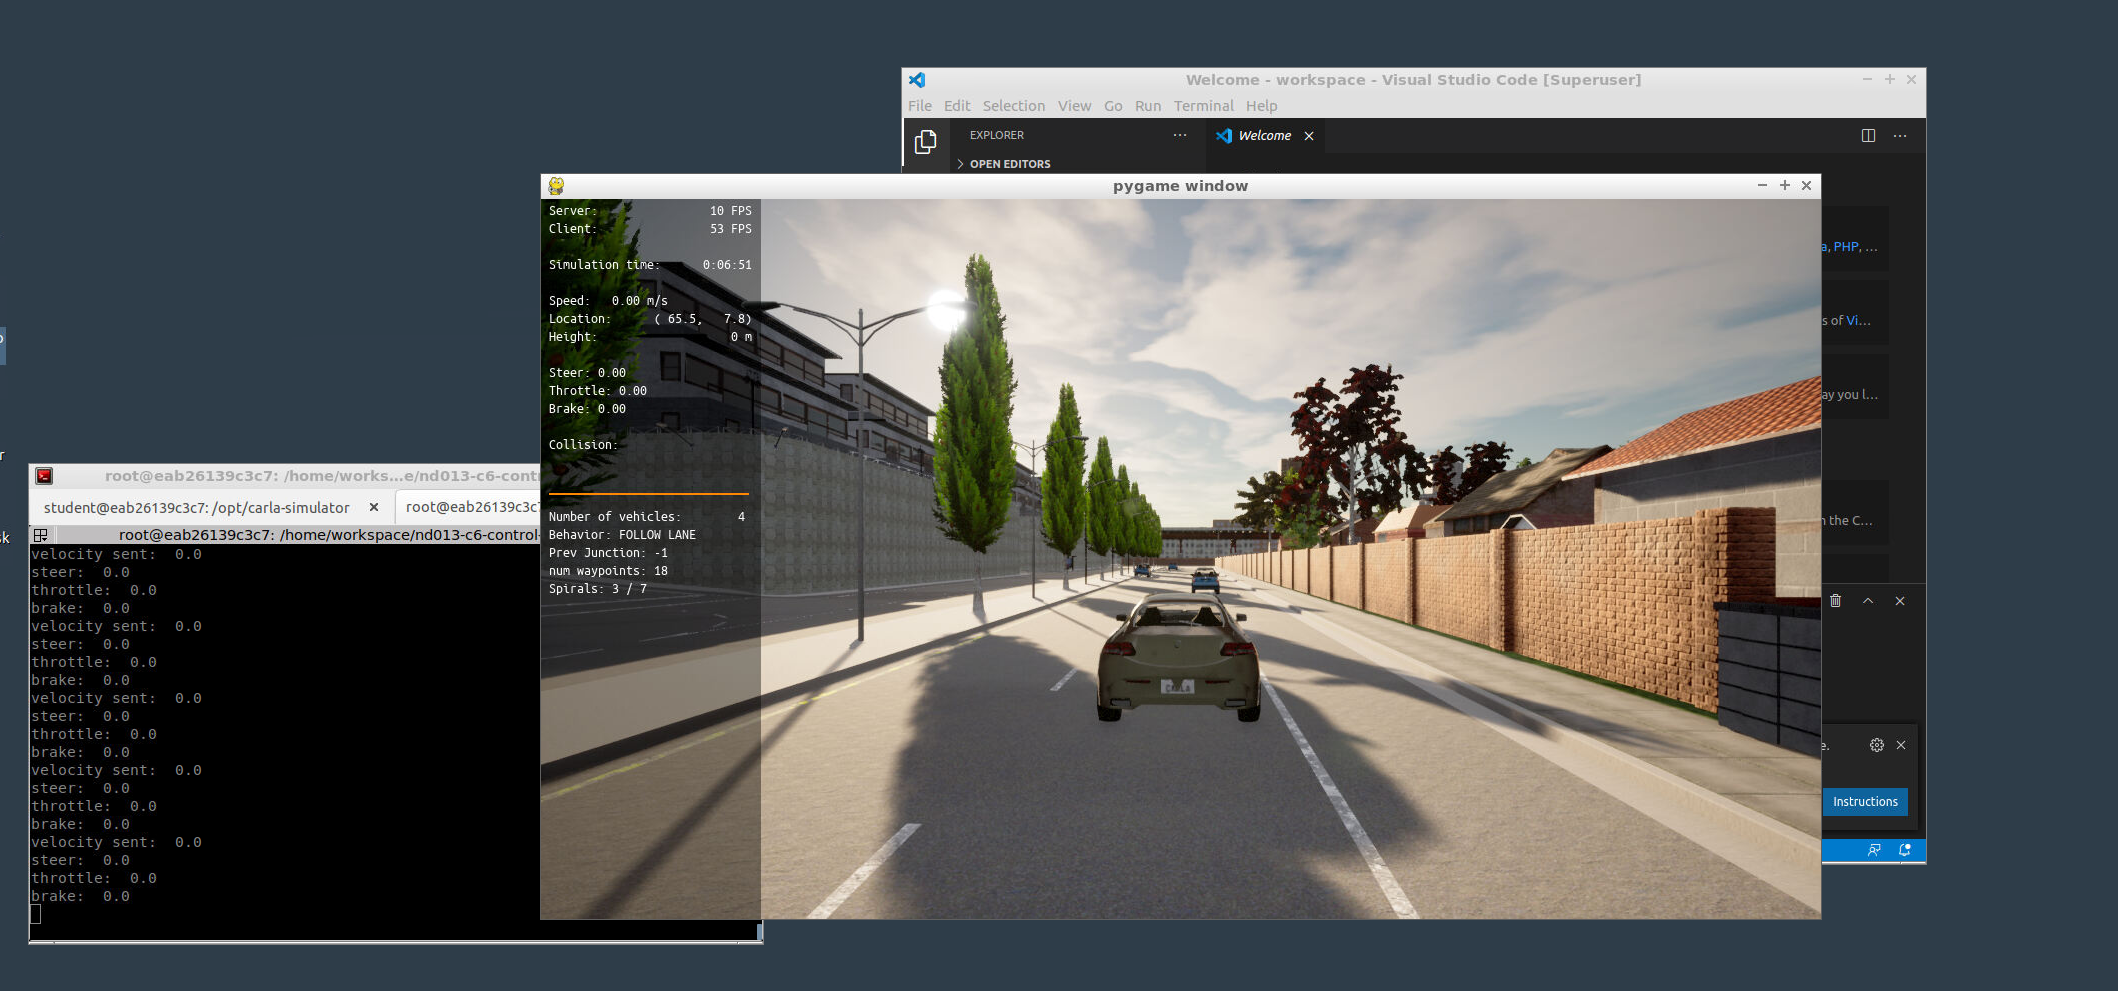 Welcome - workspace - Visual Studio Code [Superuser]
File Edit Selection View Go Run Terminal Help
EXPLORER
Welcome
OPEN EDITORS
a, PHP, ...
s of Vi...
ay you l...
n the C...
e.
Instructions
pygame window
Server: 10 FPS
Client: 53 FPS
Simulation time: 0:06:51
Speed: 0.00 m/s
Location: ( 65.5, 7.8)
Height: 0 m
Steer: 0.00
Throttle: 0.00
Brake: 0.00
Collision:
Number of vehicles: 4
Behavior: FOLLOW LANE
Prev Junction: -1
num waypoints: 18
Spirals: 3 / 7
CARLA
root@eab26139c3c7: /home/works...e/nd013-c6-contr
student@eab26139c3c7: /opt/carla-simulator
root@eab26139c3c7
root@eab26139c3c7: /home/workspace/nd013-c6-control-
velocity sent: 0.0
steer: 0.0
throttle: 0.0
brake: 0.0
velocity sent: 0.0
steer: 0.0
throttle: 0.0
brake: 0.0
velocity sent: 0.0
steer: 0.0
throttle: 0.0
brake: 0.0
velocity sent: 0.0
steer: 0.0
throttle: 0.0
brake: 0.0
velocity sent: 0.0
steer: 0.0
throttle: 0.0
brake: 0.0
sk